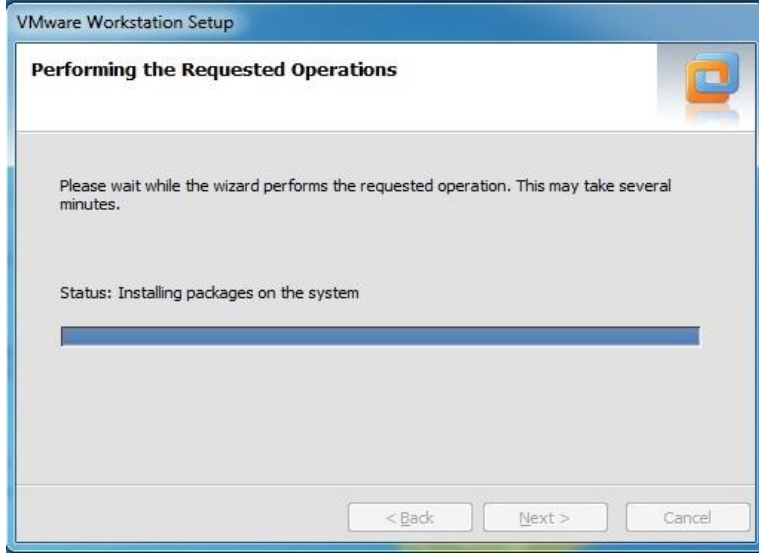 VMware Workstation Setup
Performing the Requested Operations
Please wait while the wizard performs the requested operation. This may take several
minutes.
Status: Installing packages on the system
< Back
Next >
Cancel